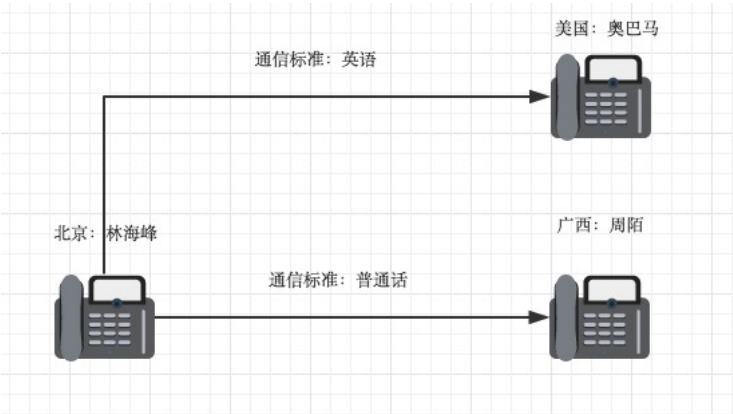 美国：奥巴马
通信标准：英语
北京：林海峰
广西：周陌
通信标准：普通话